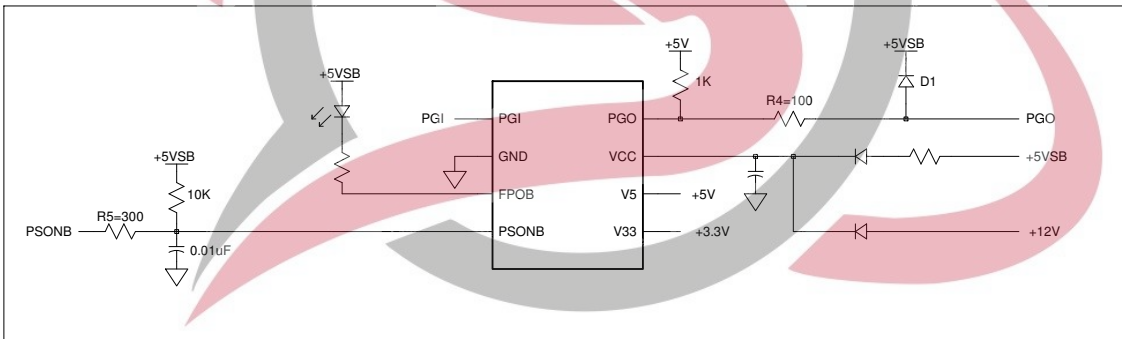 +5VSB
+5VSB
10K
R5=300
PSONB
0.01uF
PGI
PGI
GND
FPOB
PSONB
PGO
VCC
V5
V33
+5V
1K
R4=100
+5VSB
D1
PGO
+5VSB
+5V
+3.3V
+12V